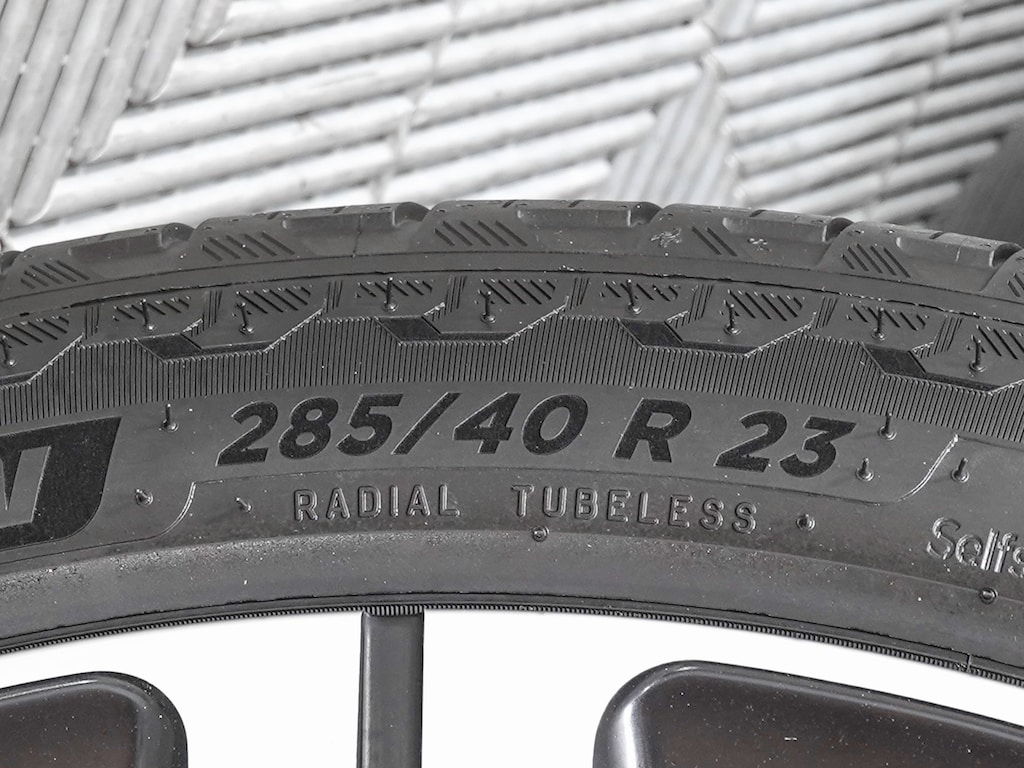 285/40 R 23
RADIAL TUBELESS